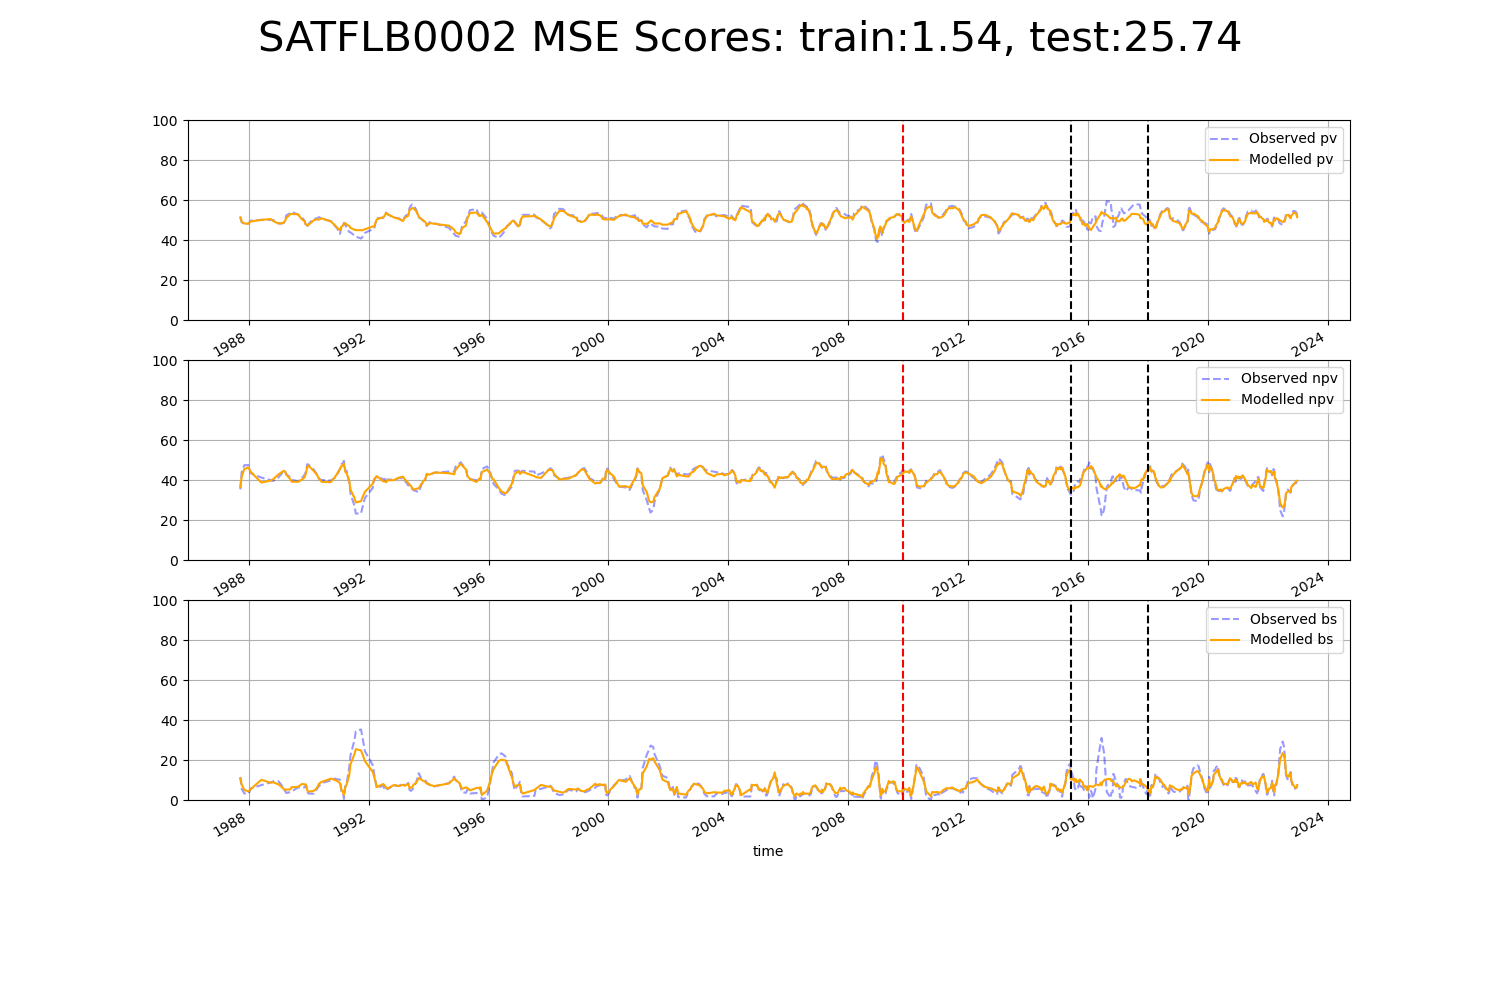 SATFLB0002 MSE Scores: train:1.54, test:25.74
100
80
60
40
20
0
Observed pv
Modelled pv
1988 1992 1996 2000 2004 2008 2012 2016 2020 2024
100
80
60
40
20
0
Observed npv
Modelled npv
1988 1992 1996 2000 2004 2008 2012 2016 2020 2024
100
80
60
40
20
0
Observed bs
Modelled bs
1988 1992 1996 2000 2004 2008 2012 2016 2020 2024
time